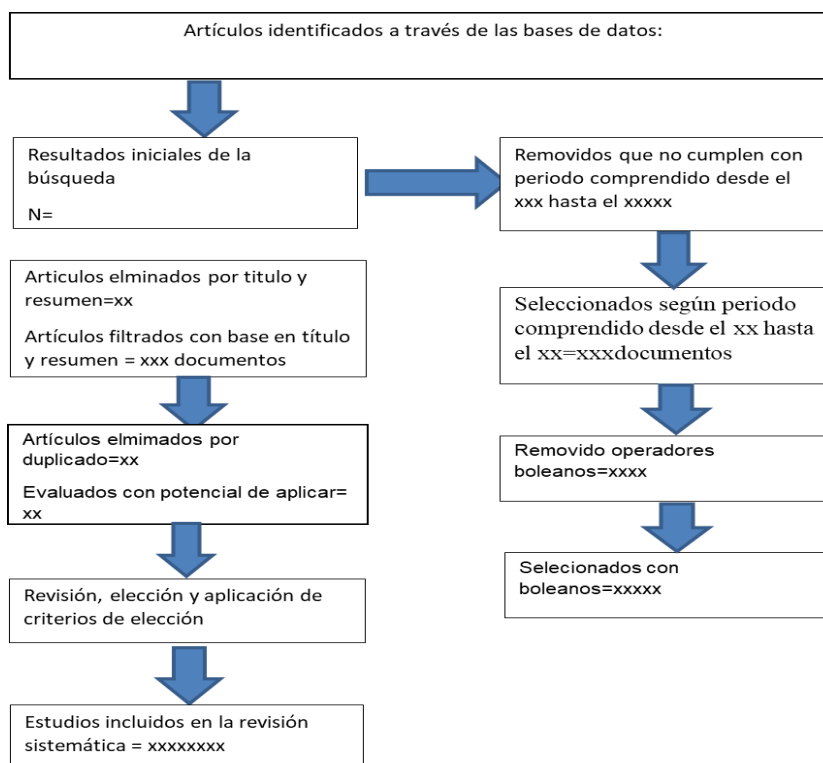 Artículos identificados a través de las bases de datos:
Resultados iniciales de la
búsqueda
N=
Removidos que no cumplen con
periodo comprendido desde el
xxx hasta el xxxxx
Articulos elminados por titulo y
resumen=xx
Artículos filtrados con base en título
y resumen = xxx documentos
Seleccionados según periodo
comprendido desde el xx hasta
el xx=xxxdocumentos
Artículos elmimados por
duplicado=xx
Evaluados con potencial de aplicar=
xx
Removido operadores
boleanos=xxxx
Selecionados con
boleanos=xxxxx
Revisión, elección y aplicación de
criterios de elección
Estudios incluidos en la revisión
sistemática = xxxxxxxx